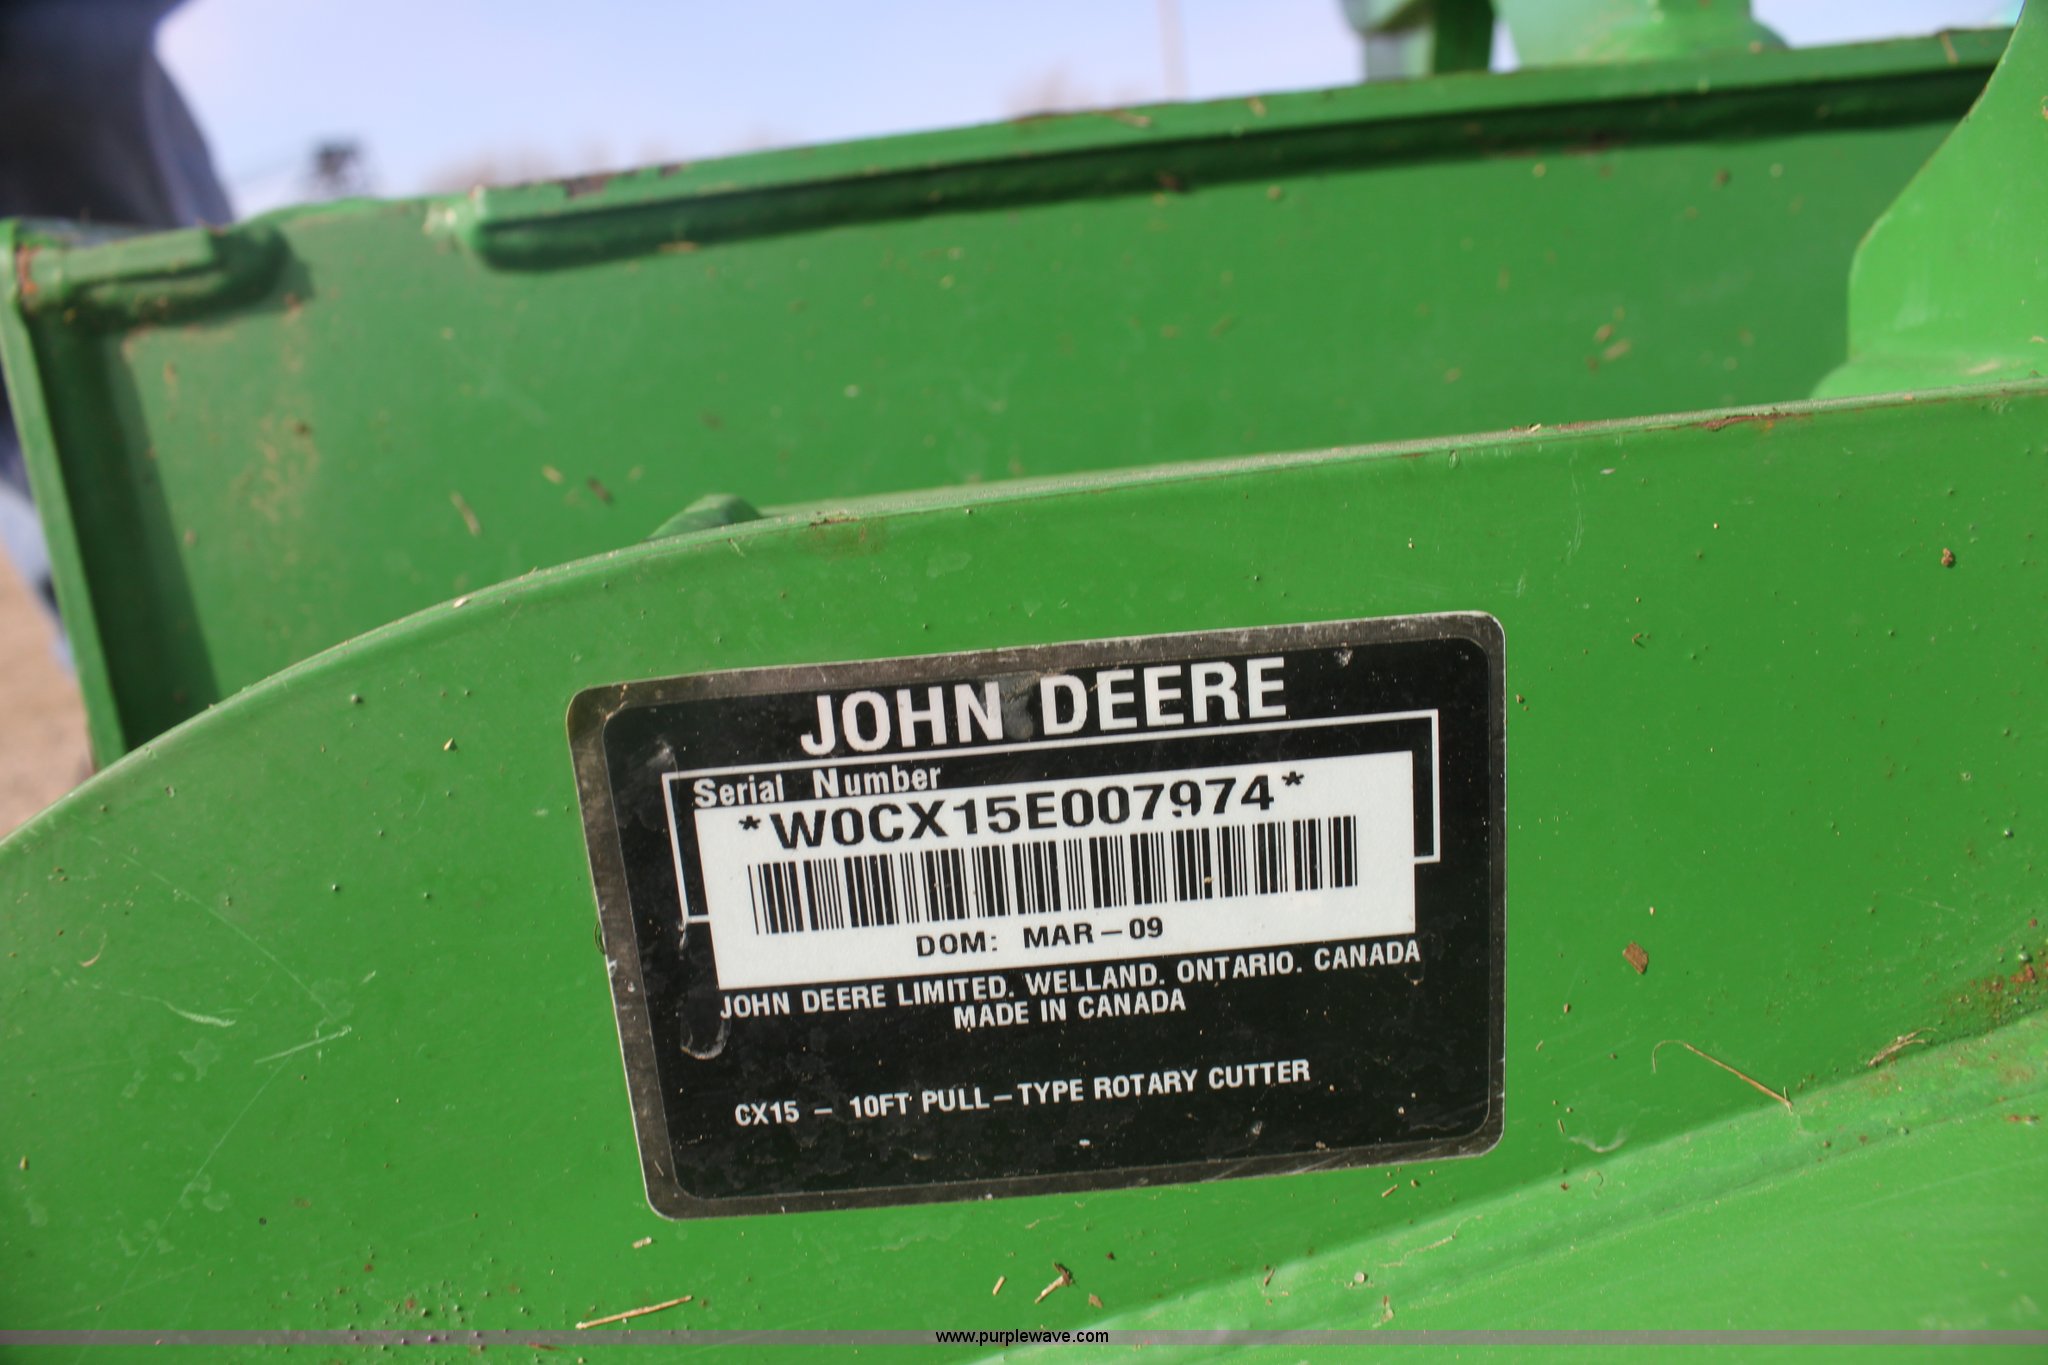 JOHN DEERE
Serial Number
*W0CX15E007974*
DOM: MAR-09
JOHN DEERE LIMITED, WELLAND, ONTARIO, CANADA
MADE IN CANADA
CX15 - 10FT PULL-TYPE ROTARY CUTTER
www.purplewave.com